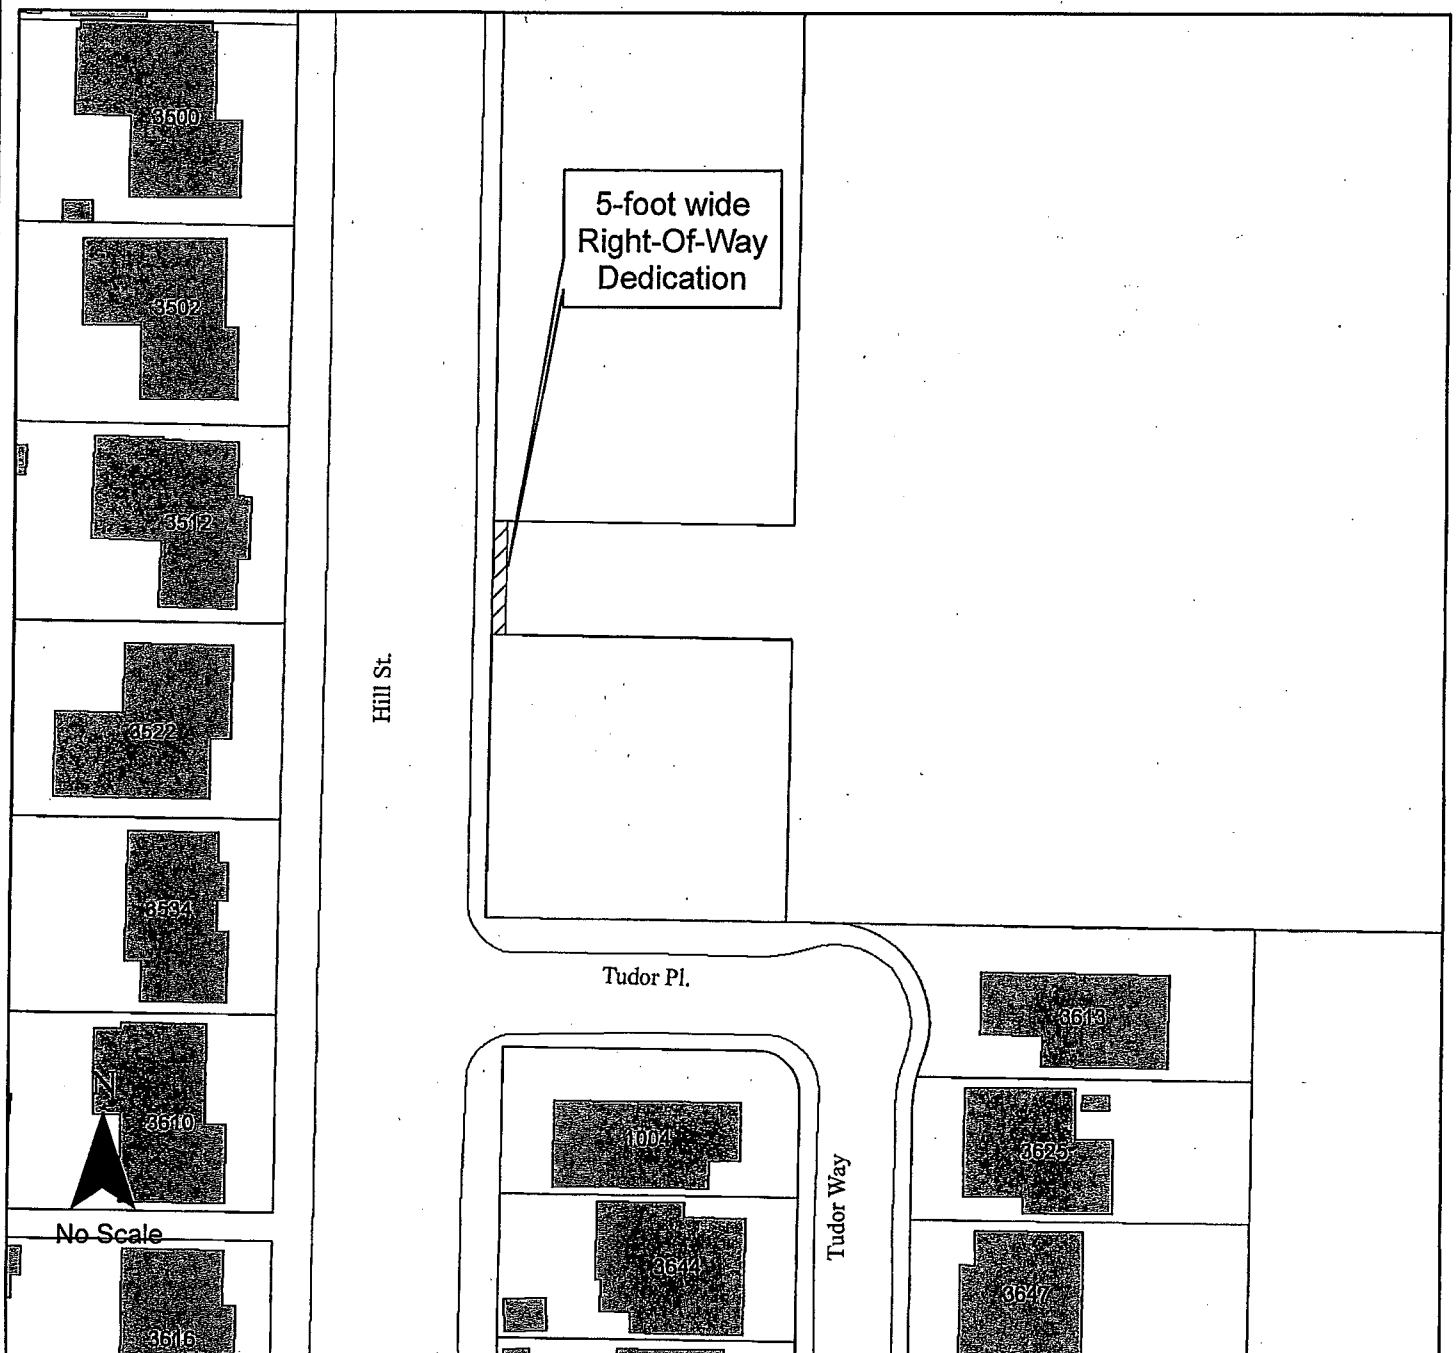 3500
5-foot wide
Right-Of-Way
Dedication
3502
3512
Hill St.
3522
3534
Tudor Pl.
3613
N
3610
1004
3625
Tudor Way
No Scale
3644
3647
3616